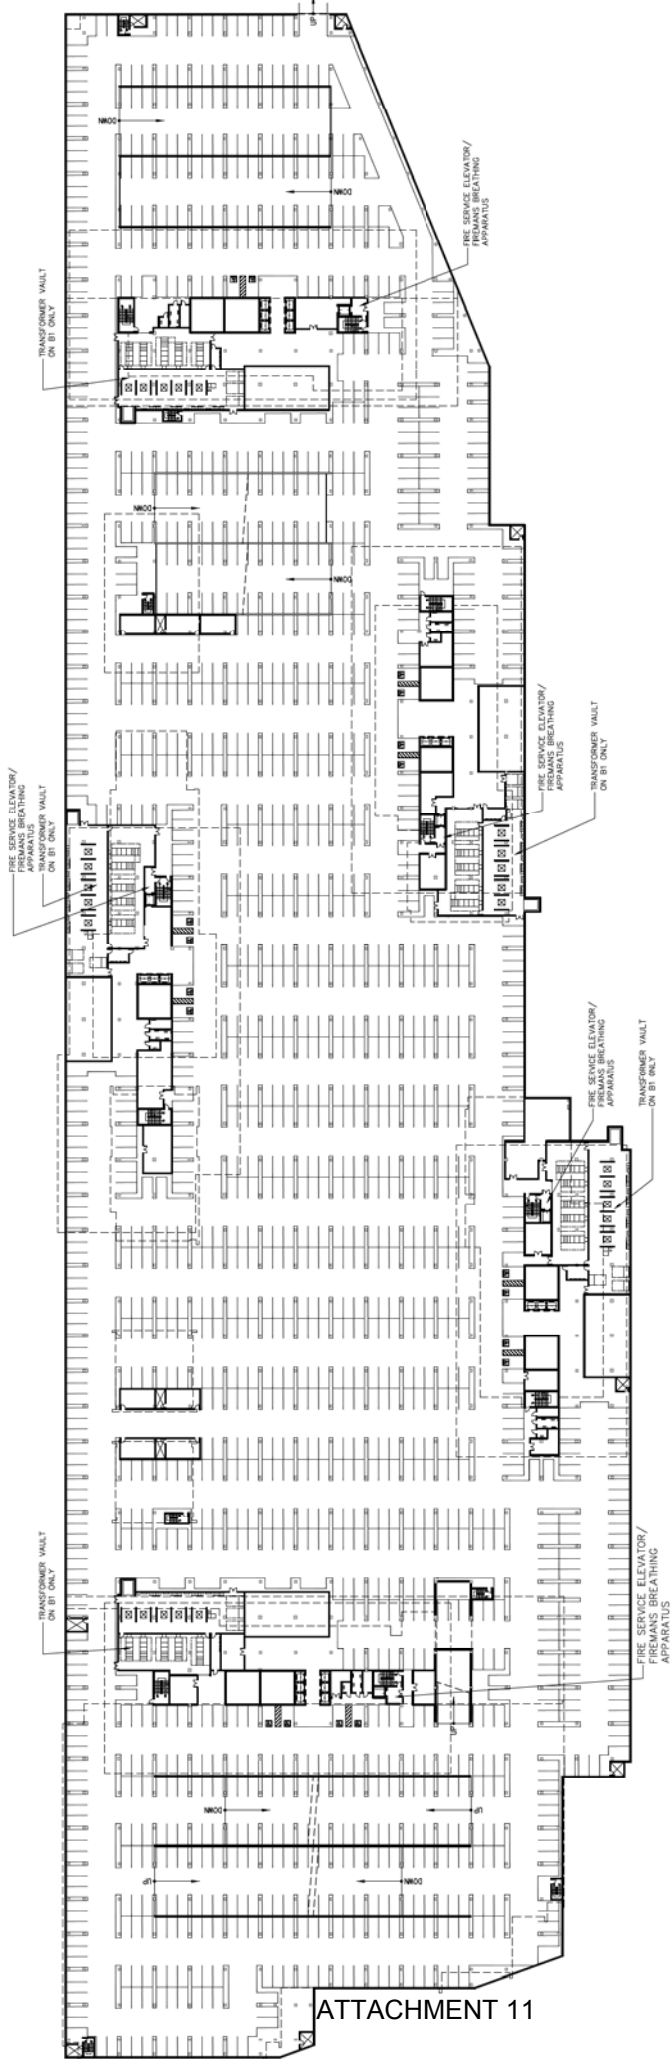 UP
DOWN
DOWN
FIRE SERVICE ELEVATOR/
FIREMANS BREATHING
APPARATUS
TRANSFORMER VAULT
ON B1 ONLY
DOWN
DOWN
FIRE SERVICE ELEVATOR/
FIREMANS BREATHING
APPARATUS
TRANSFORMER VAULT
ON B1 ONLY
FIRE SERVICE ELEVATOR/
FIREMANS BREATHING
APPARATUS
TRANSFORMER VAULT
ON B1 ONLY
FIRE SERVICE ELEVATOR/
FIREMANS BREATHING
APPARATUS
TRANSFORMER VAULT
ON B1 ONLY
TRANSFORMER VAULT
ON B1 ONLY
FIRE SERVICE ELEVATOR/
FIREMANS BREATHING
APPARATUS
UP
DOWN
UP
UP
DOWN
ATTACHMENT 11